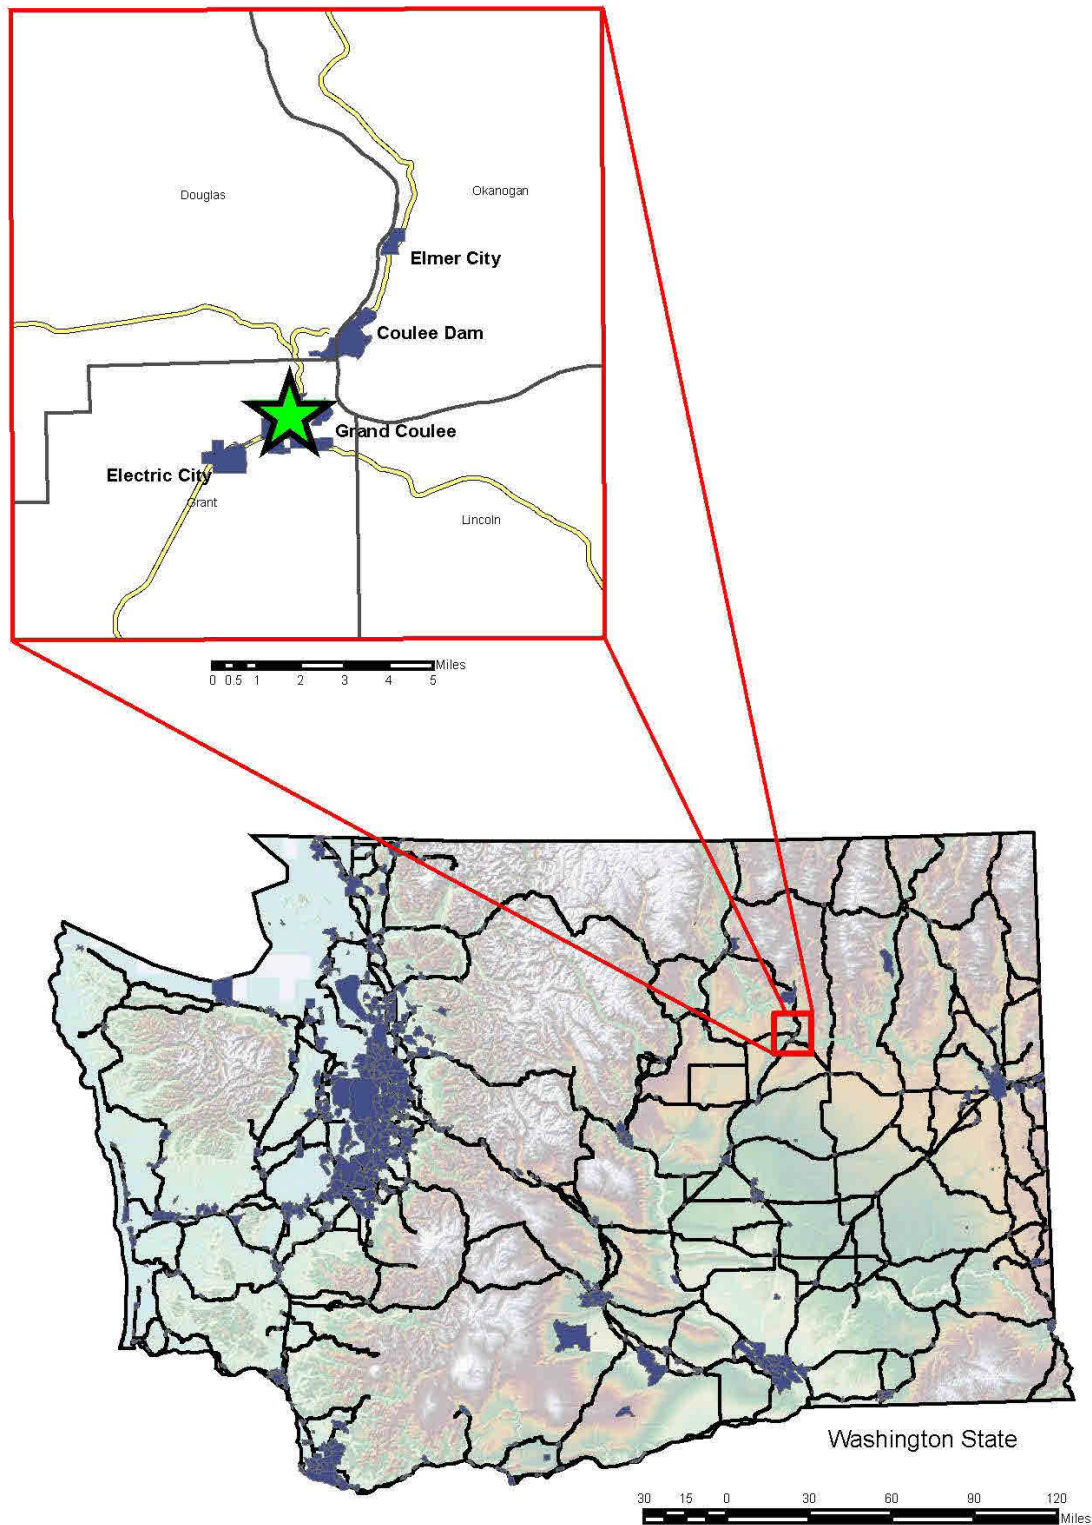 Douglas
Okanogan
Elmer City
Coulee Dam
Grand Coulee
Electric City
Grant
Lincoln
Miles
0 0.5 1 2 3 4 5
Washington State
30 15 0 30 60 90 120
Miles